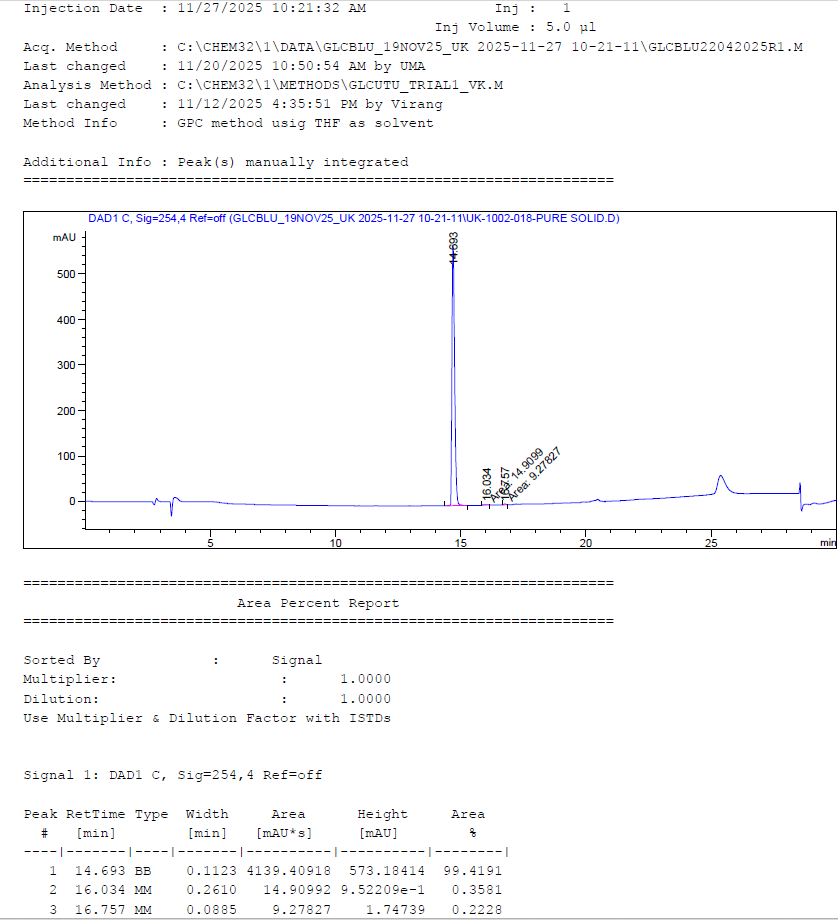 Injection Date  : 11/27/2025 10:21:32 AM               Inj :   1
Inj Volume : 5.0 µl
Acq. Method     : C:\CHEM32\1\DATA\GLCBLU_19NOV25_UK 2025-11-27 10-21-11\GLCBLU22042025R1.M
Last changed    : 11/20/2025 10:50:54 AM by UMA
Analysis Method : C:\CHEM32\1\METHODS\GLCUTU_TRIAL1_VK.M
Last changed    : 11/12/2025 4:35:51 PM by Virang
Method Info     : GPC method usig THF as solvent
Additional Info : Peak(s) manually integrated
=====================================================================
DAD1 C, Sig=254,4 Ref=off (GLCBLU_19NOV25_UK 2025-11-27 10-21-11\UK-1002-018-PURE SOLID.D)
mAU
500
400
300
200
100
0
14.693
16.034
Area: 14.9099
16.757
Area: 9.27827
5 10 15 20 25 min
=====================================================================
Area Percent Report
=====================================================================
Sorted By             :      Signal
Multiplier:                   :      1.0000
Dilution:                     :      1.0000
Use Multiplier & Dilution Factor with ISTDs
Signal 1: DAD1 C, Sig=254,4 Ref=off
Peak RetTime Type  Width     Area      Height     Area
#   [min]        [min]   [mAU*s]     [mAU]        %
----|-------|----|-------|----------|----------|--------|
1  14.693 BB    0.1123 4139.40918  573.18414  99.4191
2  16.034 MM    0.2610   14.90992 9.52209e-1   0.3581
3  16.757 MM    0.0885    9.27827    1.74739   0.2228